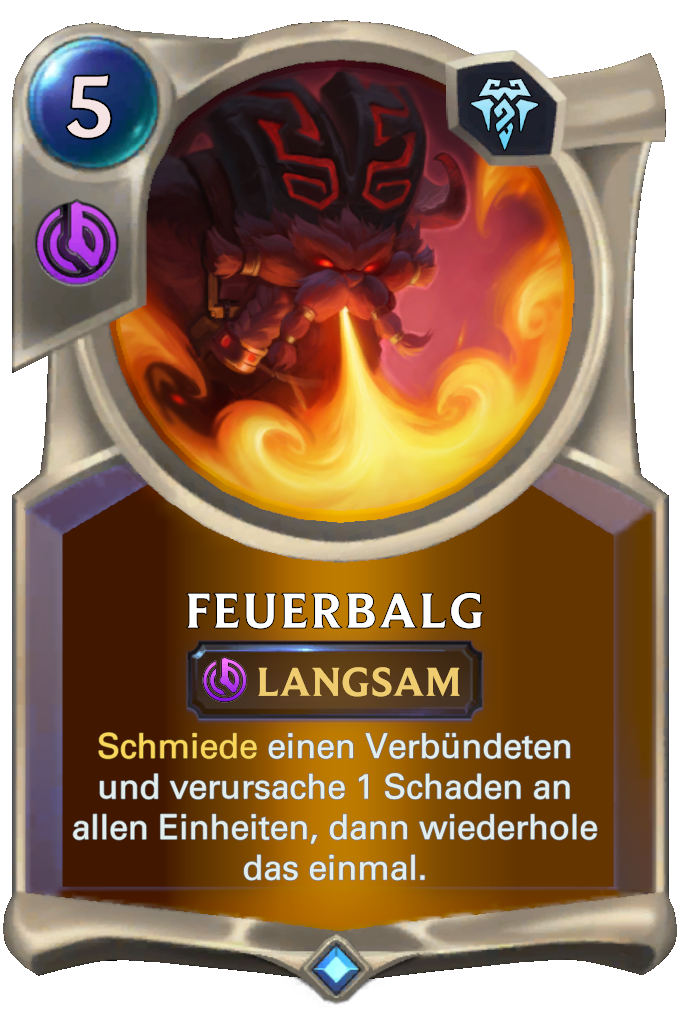 5
FEUERBALG
LANGSAM
Schmiede einen Verbündeten
und verursache 1 Schaden an
allen Einheiten, dann wiederhole
das einmal.